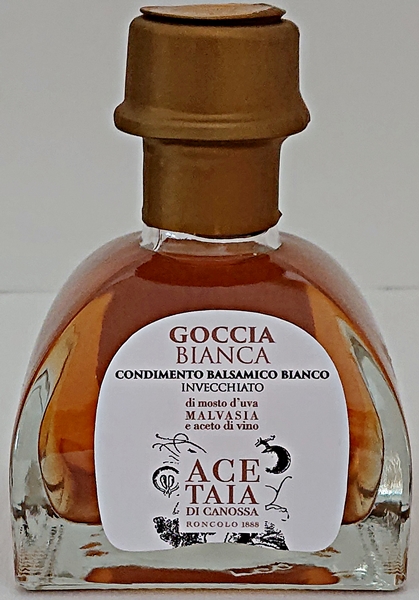 GOCCIA
BIANCA
CONDIMENTO BALSAMICO BIANCO
INVECCHIATO
di mosto d'uva
MALVASIA
e aceto di vino
ACE
TAIA
DI CANOSSA
RONCOLO 1888